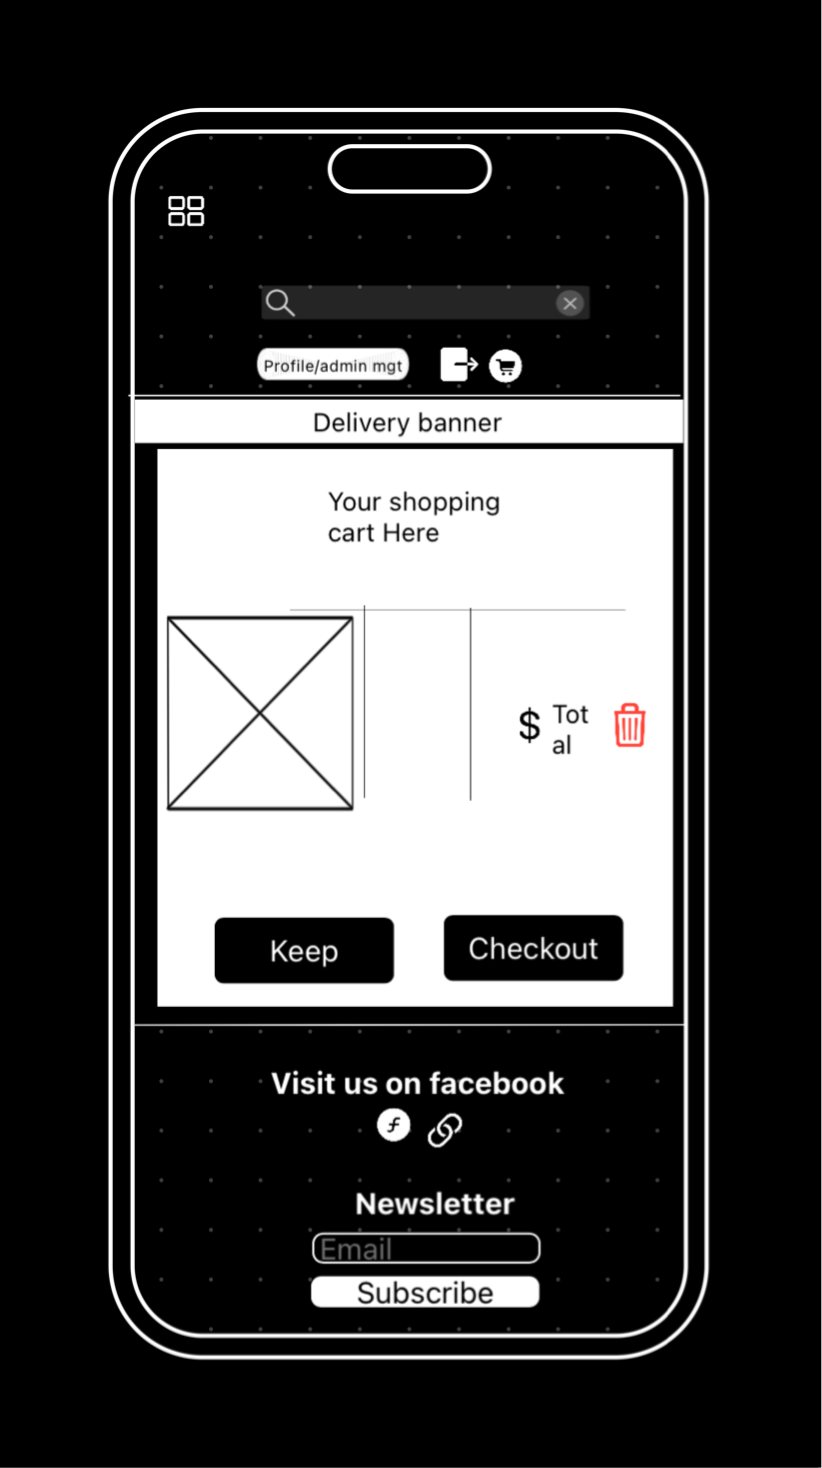 Profile/admin mgt
Delivery banner
Your shopping
cart Here
$ Tot
al
Keep
Checkout
Visit us on facebook
Newsletter
Email
Subscribe